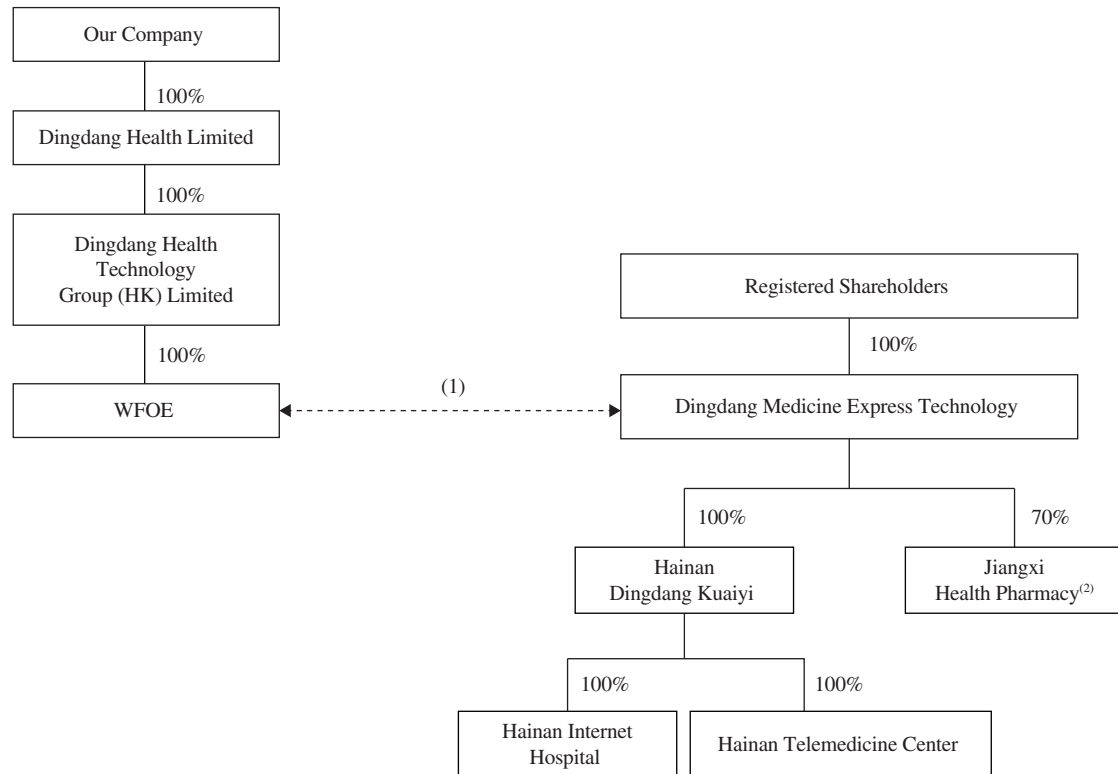 Our Company
100%
Dingdang Health Limited
100%
Dingdang Health
Technology
Group (HK) Limited
Registered Shareholders
100%
100%
WFOE
(1)
Dingdang Medicine Express Technology
100%
70%
Hainan
Dingdang Kuaiyi
Jiangxi
Health Pharmacy(2)
100%
100%
Hainan Internet
Hospital
Hainan Telemedicine Center